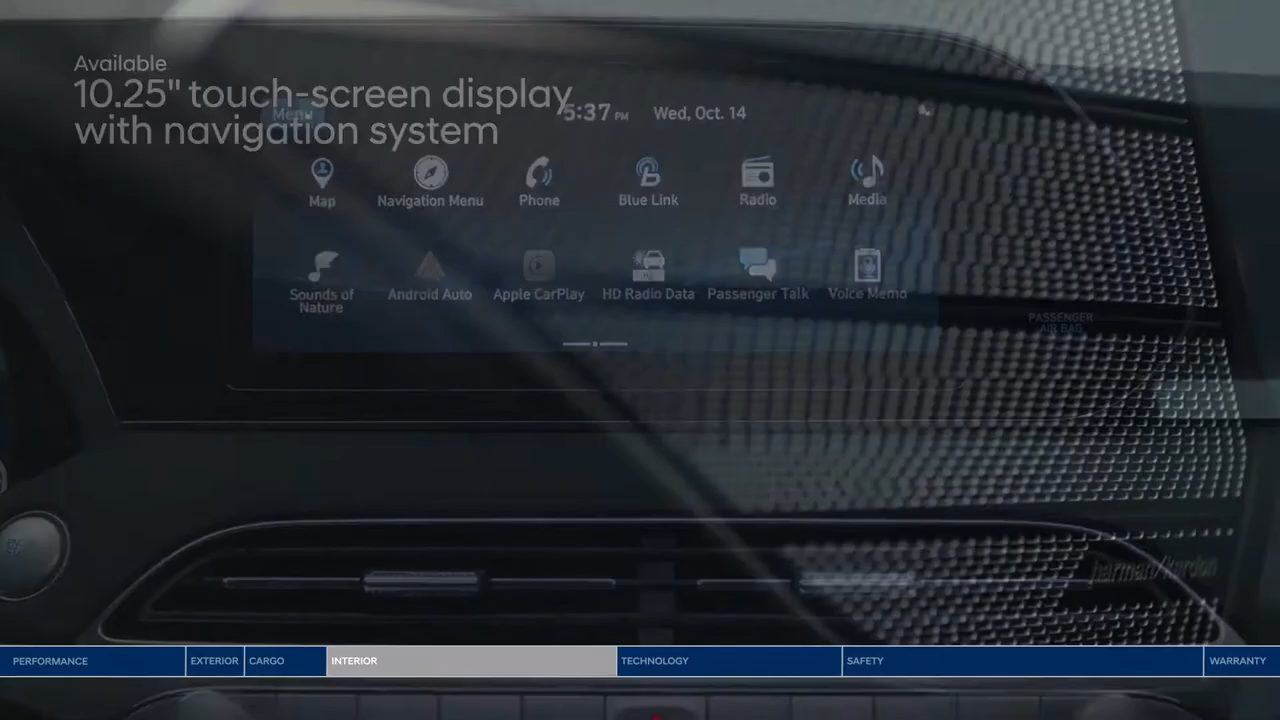 Available
10.25" touch-screen display
with navigation system
Menu
5:37 PM Wed, Oct. 14
Map
Navigation Menu
Phone
Blue Link
Radio
Media
Sounds of
Nature
Android Auto
Apple CarPlay
HD Radio Data
Passenger Talk
Voice Memo
PASSENGER
AIR BAG
harman/kardon
PERFORMANCE
EXTERIOR
CARGO
INTERIOR
TECHNOLOGY
SAFETY
WARRANTY